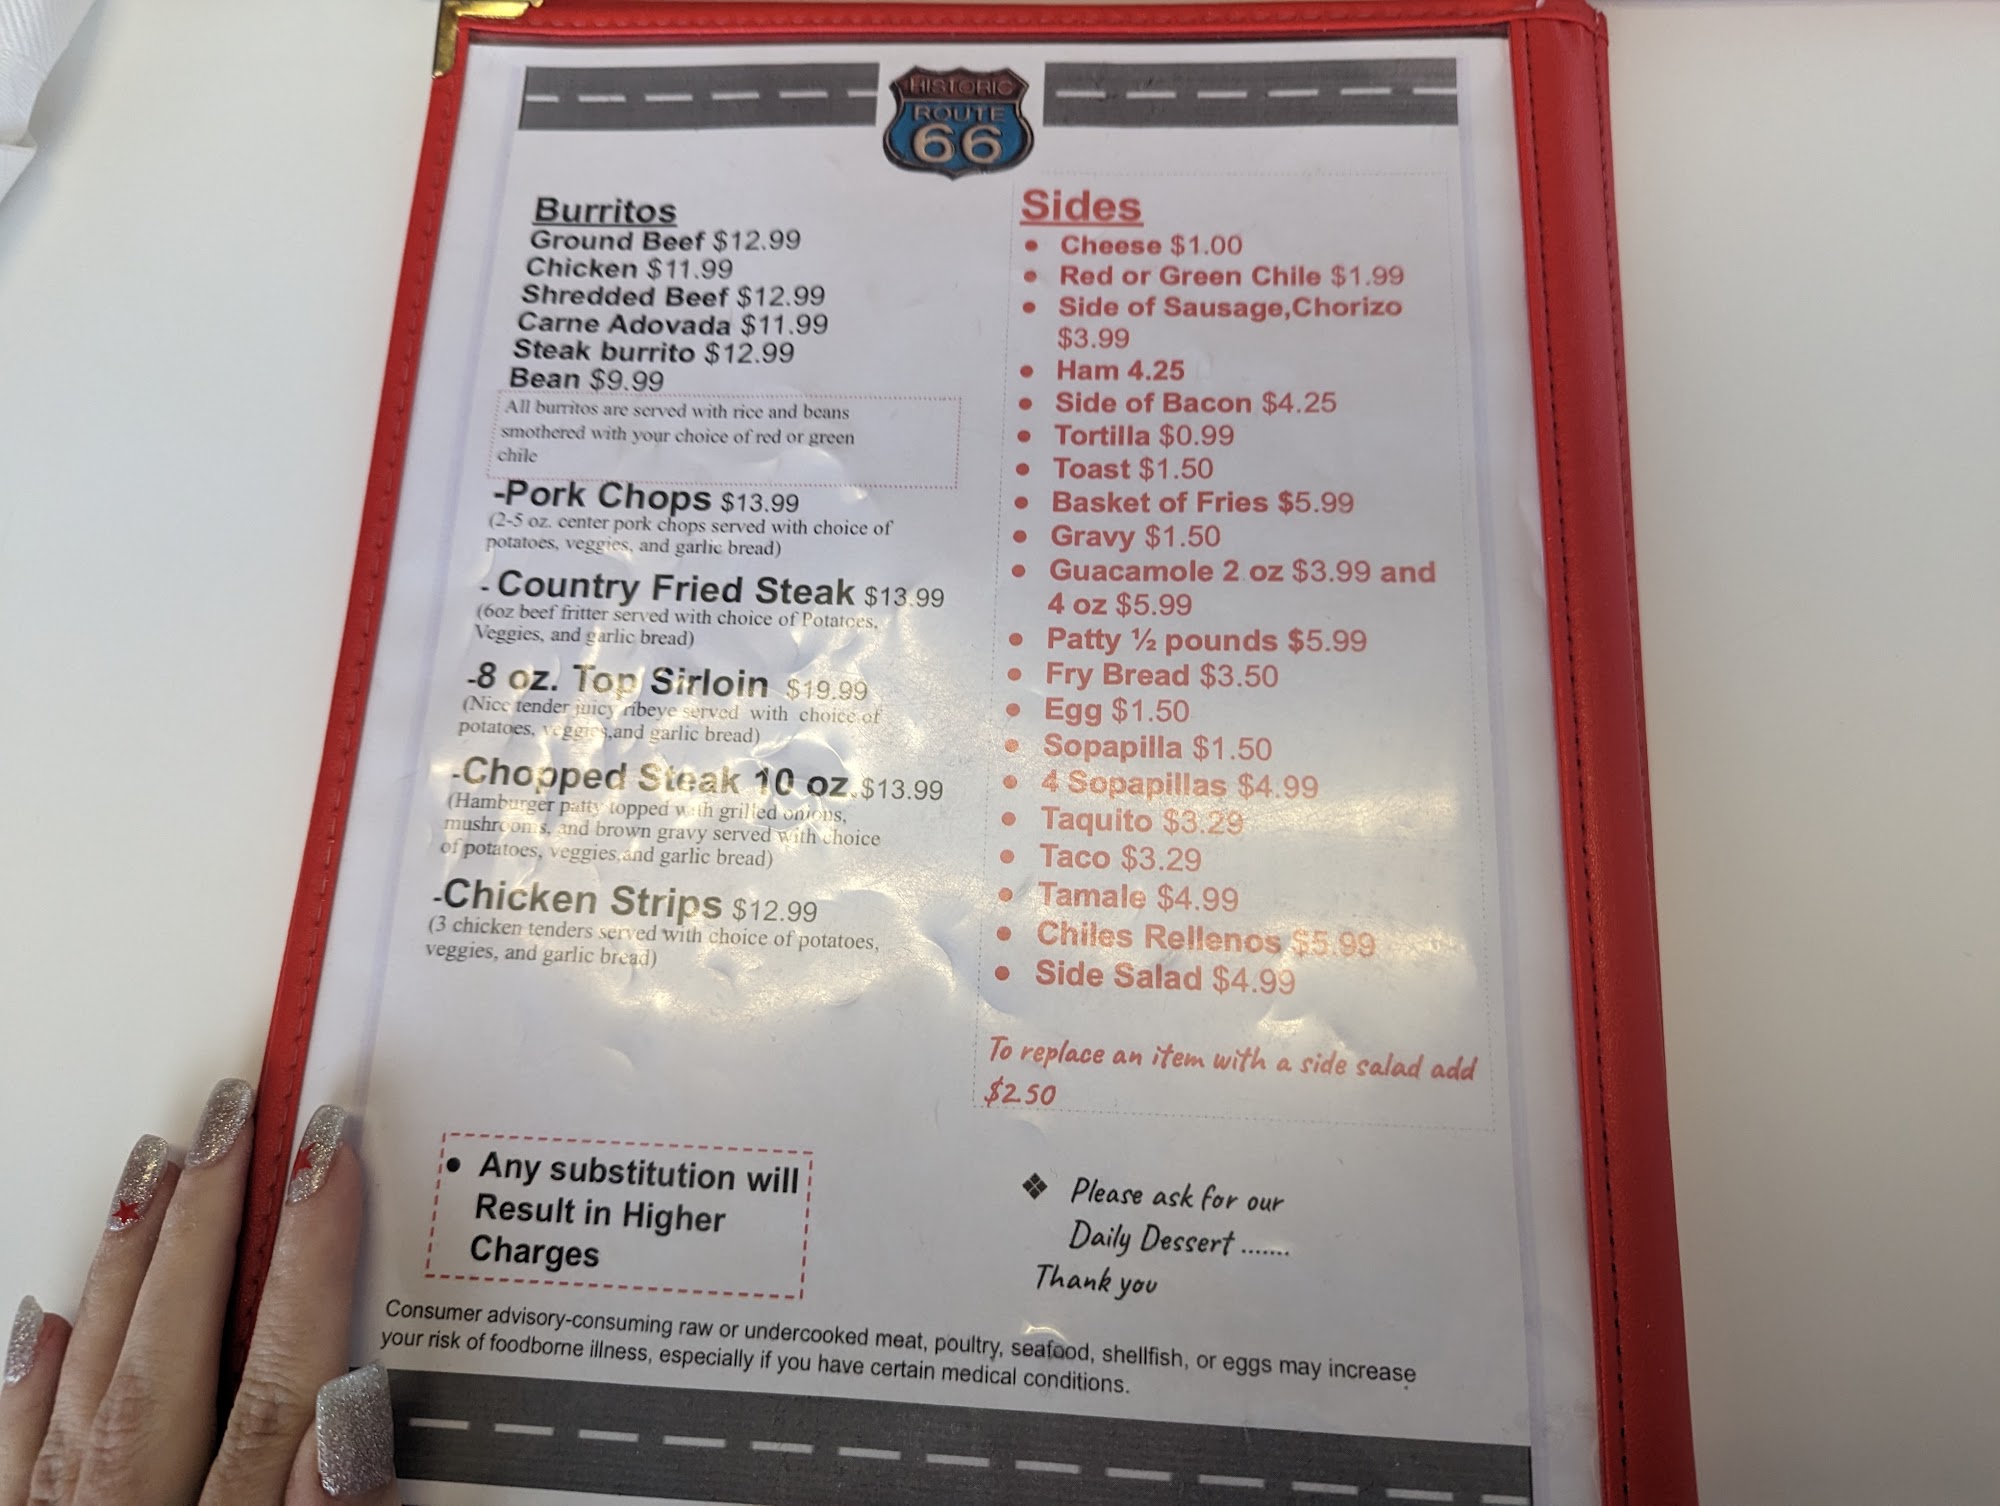 HISTORIC
ROUTE
66
Burritos
Ground Beef $12.99
Chicken $11.99
Shredded Beef $12.99
Carne Adovada $11.99
Steak burrito $12.99
Bean $9.99
All burritos are served with rice and beans
smothered with your choice of red or green
chile
-Pork Chops $13.99
(2-5 oz. center pork chops served with choice of
potatoes, veggies, and garlic bread)
- Country Fried Steak $13.99
(6oz beef fritter served with choice of Potatoes,
Veggies, and garlic bread)
-8 oz. Top Sirloin $19.99
(Nice tender juicy ribeye served with choice of
potatoes, veggies,and garlic bread)
-Chopped Steak 10 oz.$13.99
(Hamburger patty topped with grilled onions,
mushrooms, and brown gravy served with choice
of potatoes, veggies,and garlic bread)
-Chicken Strips $12.99
(3 chicken tenders served with choice of potatoes,
veggies, and garlic bread)
Sides
• Cheese $1.00
• Red or Green Chile $1.99
• Side of Sausage,Chorizo
$3.99
• Ham 4.25
• Side of Bacon $4.25
• Tortilla $0.99
• Toast $1.50
• Basket of Fries $5.99
• Gravy $1.50
• Guacamole 2 oz $3.99 and
4 oz $5.99
• Patty ½ pounds $5.99
• Fry Bread $3.50
• Egg $1.50
• Sopapilla $1.50
• 4 Sopapillas $4.99
• Taquito $3.29
• Taco $3.29
• Tamale $4.99
• Chiles Rellenos $5.99
• Side Salad $4.99
To replace an item with a side salad add
$2.50
• Any substitution will
Result in Higher
Charges
❖ Please ask for our
Daily Dessert .......
Thank you
Consumer advisory-consuming raw or undercooked meat, poultry, seafood, shellfish, or eggs may increase
your risk of foodborne illness, especially if you have certain medical conditions.